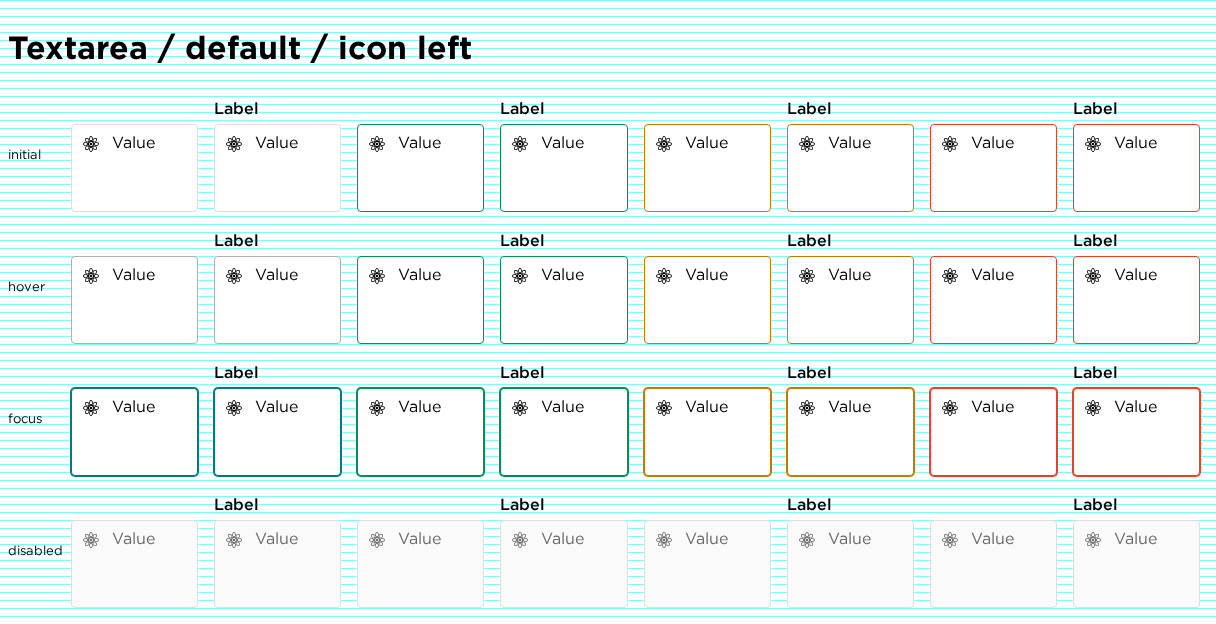 Textarea / default / icon left
Label Label Label Label
initial Value Value Value Value Value Value Value Value
Label Label Label Label
hover Value Value Value Value Value Value Value Value
Label Label Label Label
focus Value Value Value Value Value Value Value Value
Label Label Label Label
disabled Value Value Value Value Value Value Value Value